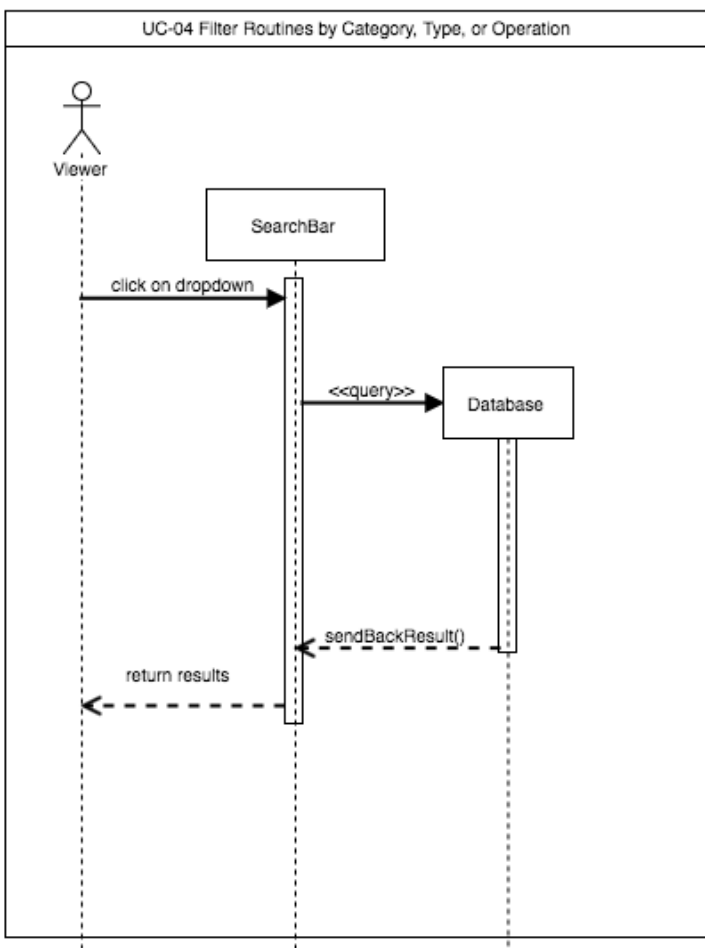 UC-04 Filter Routines by Category, Type, or Operation
Viewer
SearchBar
click on dropdown
<<query>>
Database
sendBackResult()
return results